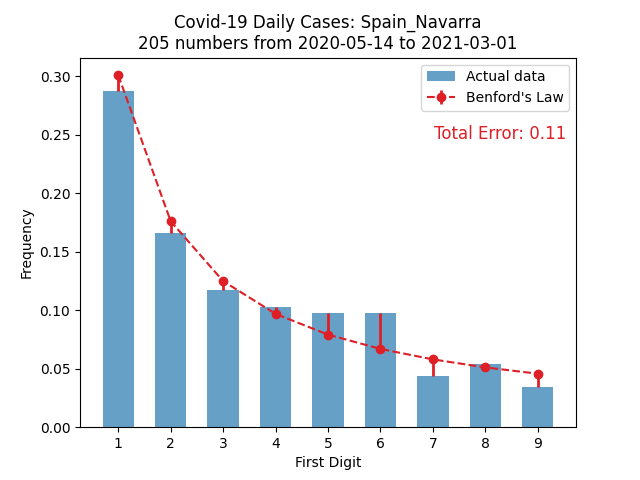 Covid-19 Daily Cases: Spain_Navarra
205 numbers from 2020-05-14 to 2021-03-01
Actual data
Benford's Law
Total Error: 0.11
0.30
0.25
0.20
0.15
0.10
0.05
0.00
Frequency
1 2 3 4 5 6 7 8 9
First Digit